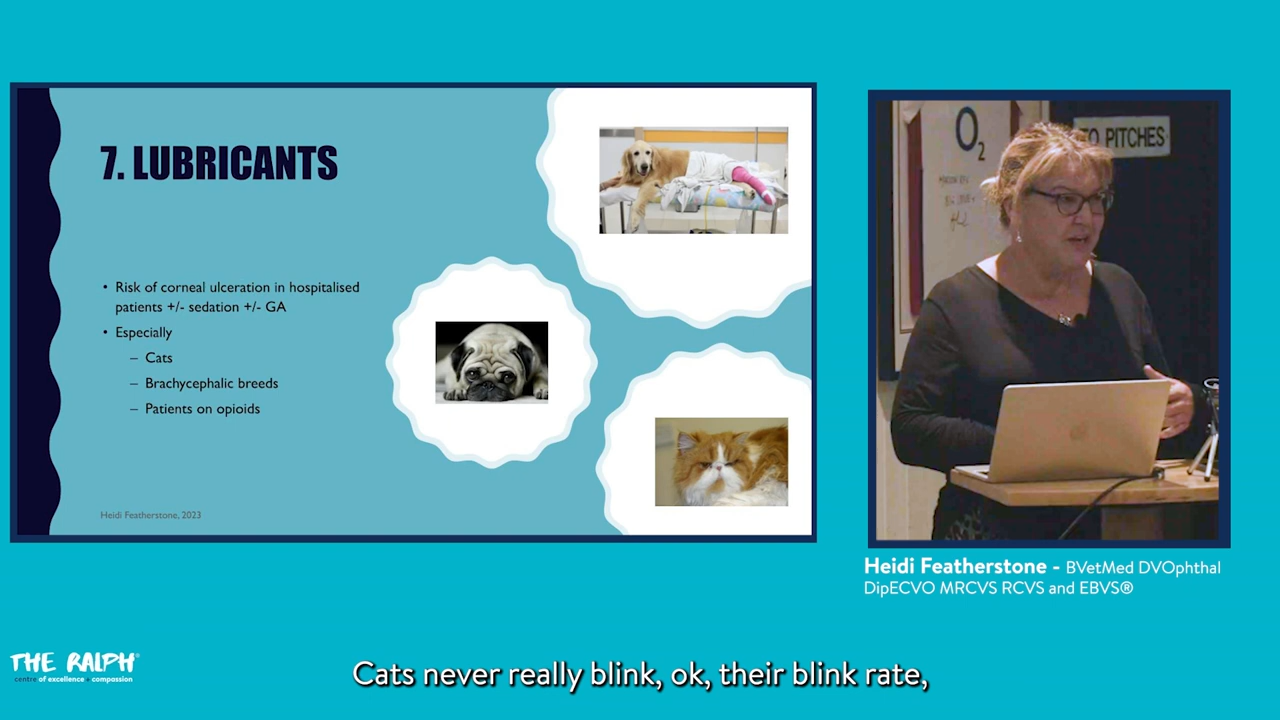 7. LUBRICANTS
• Risk of corneal ulceration in hospitalised
patients +/- sedation +/- GA
• Especially
– Cats
– Brachycephalic breeds
– Patients on opioids
Heidi Featherstone, 2023
O2
TO PITCHES
Heidi Featherstone - BVetMed DVOphthal
DipECVO MRCVS RCVS and EBVS®
THE RALPH®
centre of excellence + compassion
Cats never really blink, ok, their blink rate,